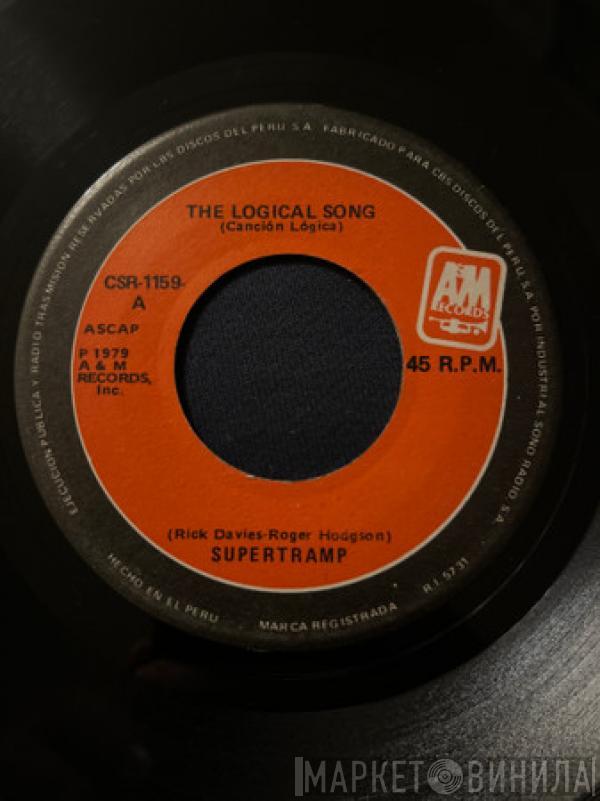 EJECUCION PUBLICA Y RADIO TRASMISION RESERVADAS POR CBS DISCOS DEL PERU S.A. FABRICADO PARA CBS DISCOS DEL PERU, S.A. POR INDUSTRIAL SONO RADIO, S.A.
THE LOGICAL SONG
(Canción Lógica)
CSR-1159-
A
ASCAP
P 1979
A & M
RECORDS,
Inc.
A&M
RECORDS
45 R.P.M.
(Rick Davies-Roger Hodgson)
SUPERTRAMP
HECHO EN EL PERU
MARCA REGISTRADA
R.I. 5731
МАРКЕТ ВИНИЛА